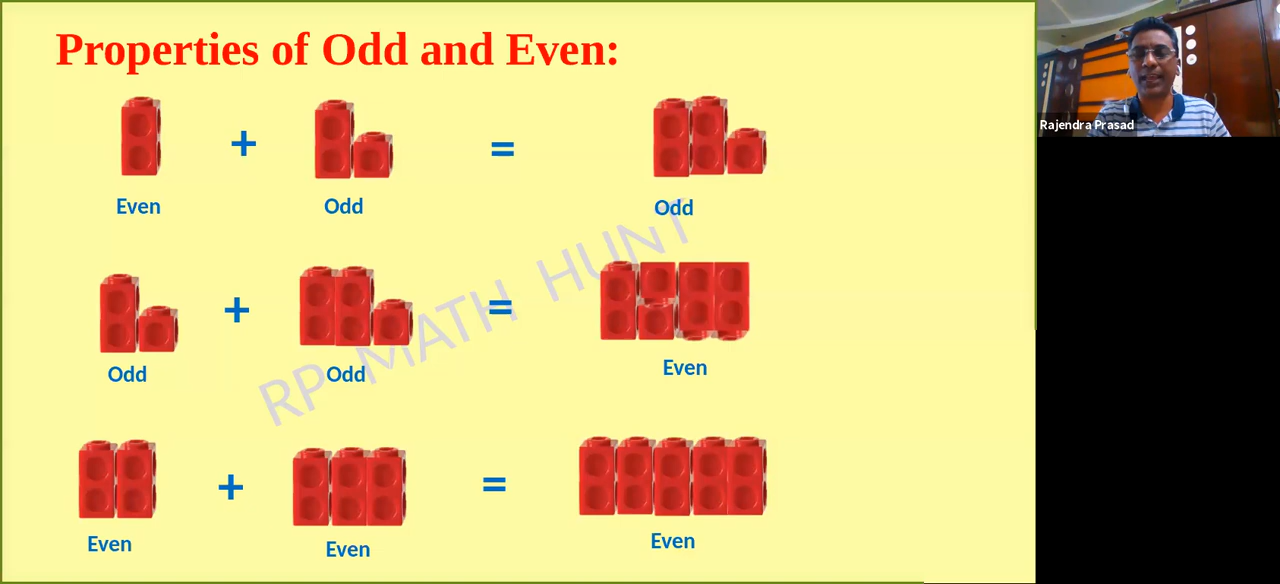 Properties of Odd and Even:
Rajendra Prasad
+ =
Even Odd Odd
RP MATH HUNT
+ =
Odd Odd Even
+ =
Even Even Even